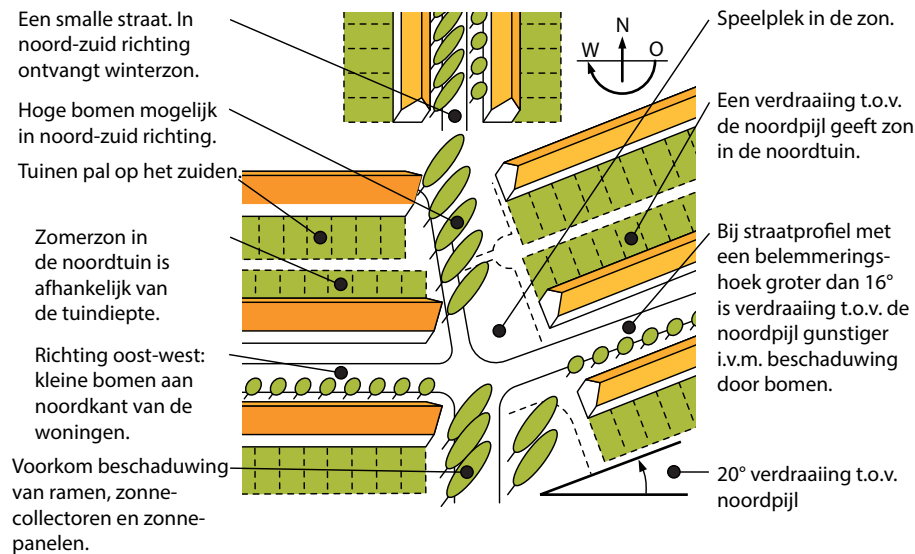 Een smalle straat. In
noord-zuid richting
ontvangt winterzon.
Hoge bomen mogelijk
in noord-zuid richting.
Tuinen pal op het zuiden.
Zomerzon in
de noordtuin is
afhankelijk van
de tuindiepte.
Richting oost-west:
kleine bomen aan
noordkant van de
woningen.
Voorkom beschaduwing
van ramen, zonne-
collectoren en zonne-
panelen.
N
W O
Speelplek in de zon.
Een verdraaiing t.o.v.
de noordpijl geeft zon
in de noordtuin.
Bij straatprofiel met
een belemmerings-
hoek groter dan 16°
is verdraaiing t.o.v. de
noordpijl gunstiger
i.v.m. beschaduwing
door bomen.
20° verdraaiing t.o.v.
noordpijl